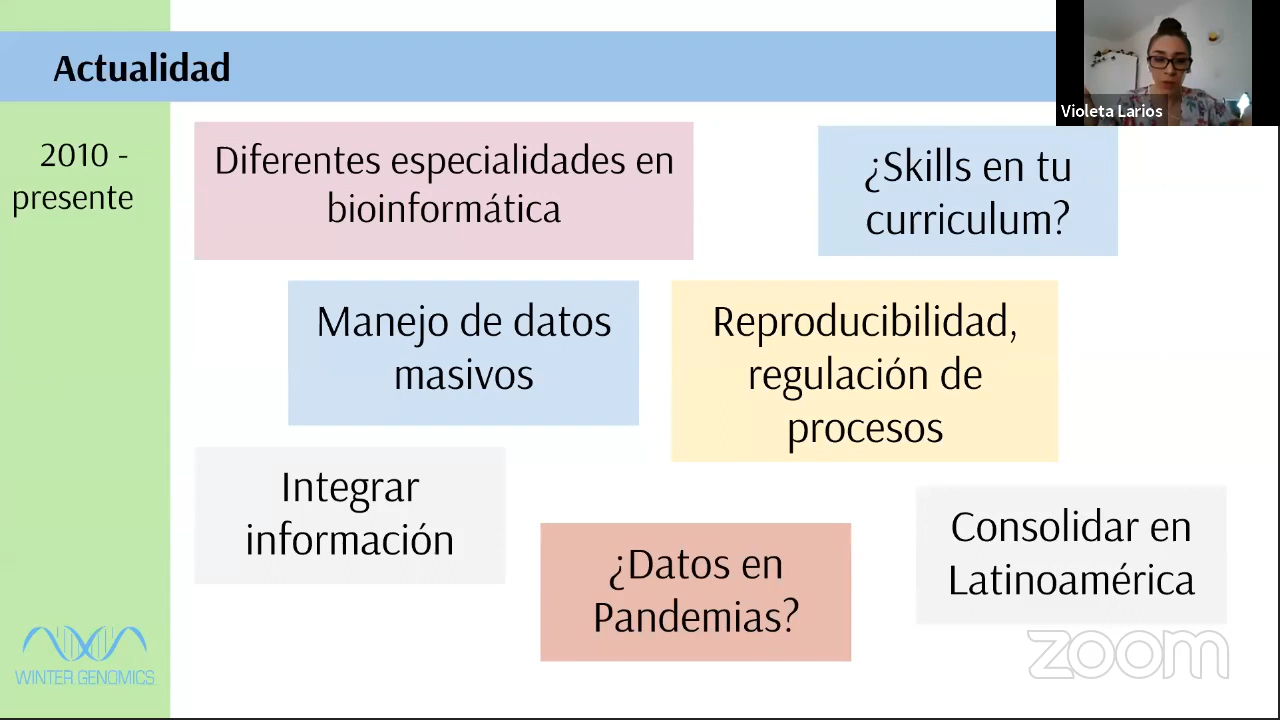 Actualidad
Violeta Larios
2010 -
presente
Diferentes especialidades en
bioinformática
¿Skills en tu
curriculum?
Manejo de datos
masivos
Reproducibilidad,
regulación de
procesos
Integrar
información
¿Datos en
Pandemias?
Consolidar en
Latinoamérica
WINTER GENOMICS
zoom